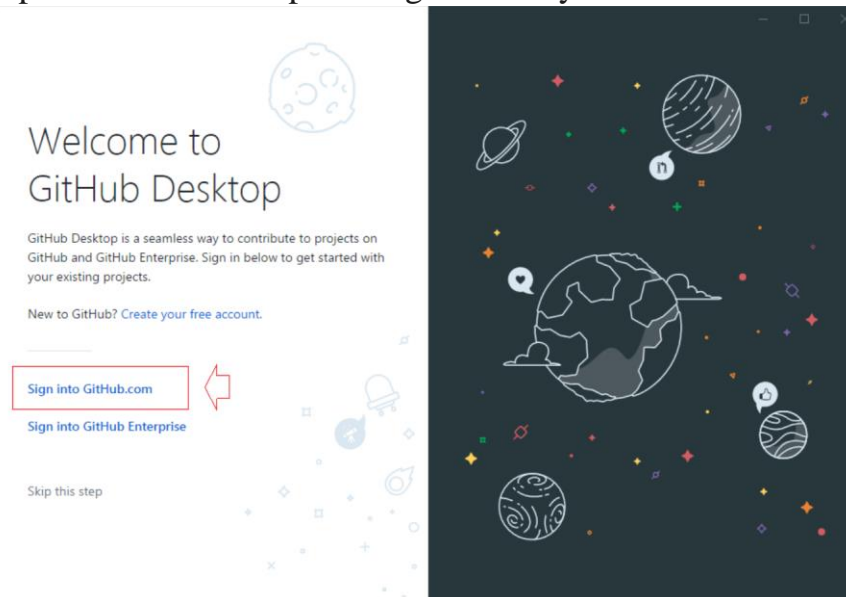 Welcome to
GitHub Desktop
GitHub Desktop is a seamless way to contribute to projects on
GitHub and GitHub Enterprise. Sign in below to get started with
your existing projects.
New to GitHub? Create your free account.
Sign into GitHub.com
Sign into GitHub Enterprise
Skip this step